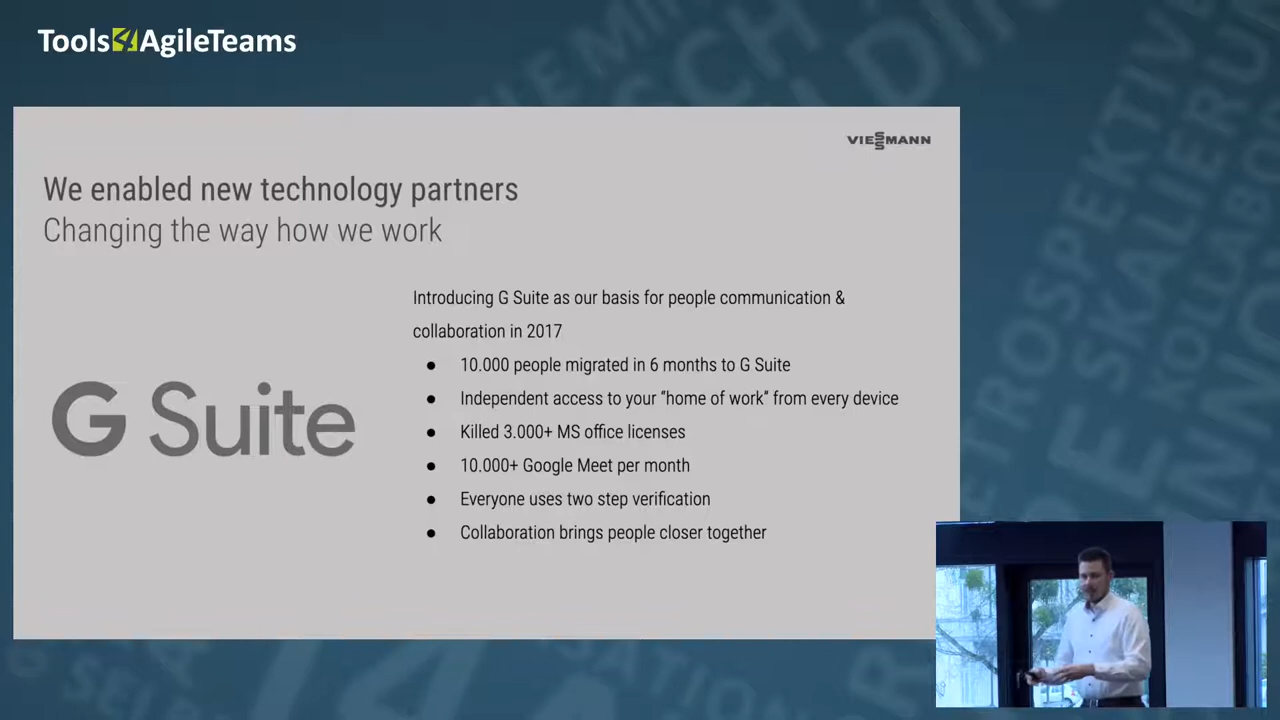 Tools4AgileTeams
VIESSMANN
We enabled new technology partners
Changing the way how we work
Introducing G Suite as our basis for people communication &
collaboration in 2017
● 10.000 people migrated in 6 months to G Suite
● Independent access to your “home of work” from every device
● Killed 3.000+ MS office licenses
● 10.000+ Google Meet per month
● Everyone uses two step verification
● Collaboration brings people closer together
G Suite